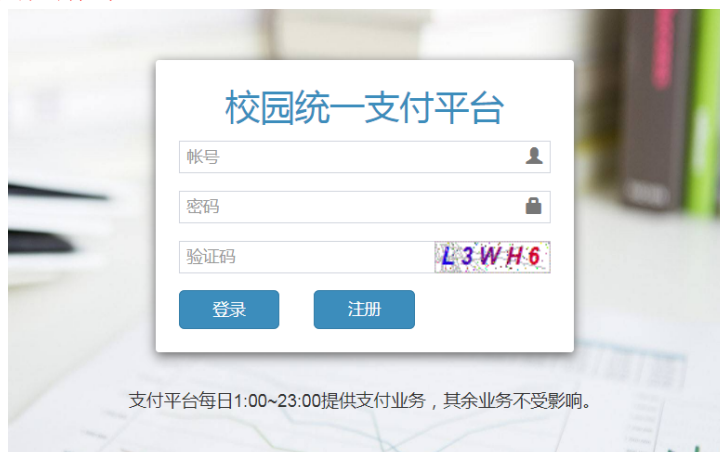 校园统一支付平台
帐号
密码
验证码 L3WH6
登录 注册
支付平台每日1:00~23:00提供支付业务，其余业务不受影响。